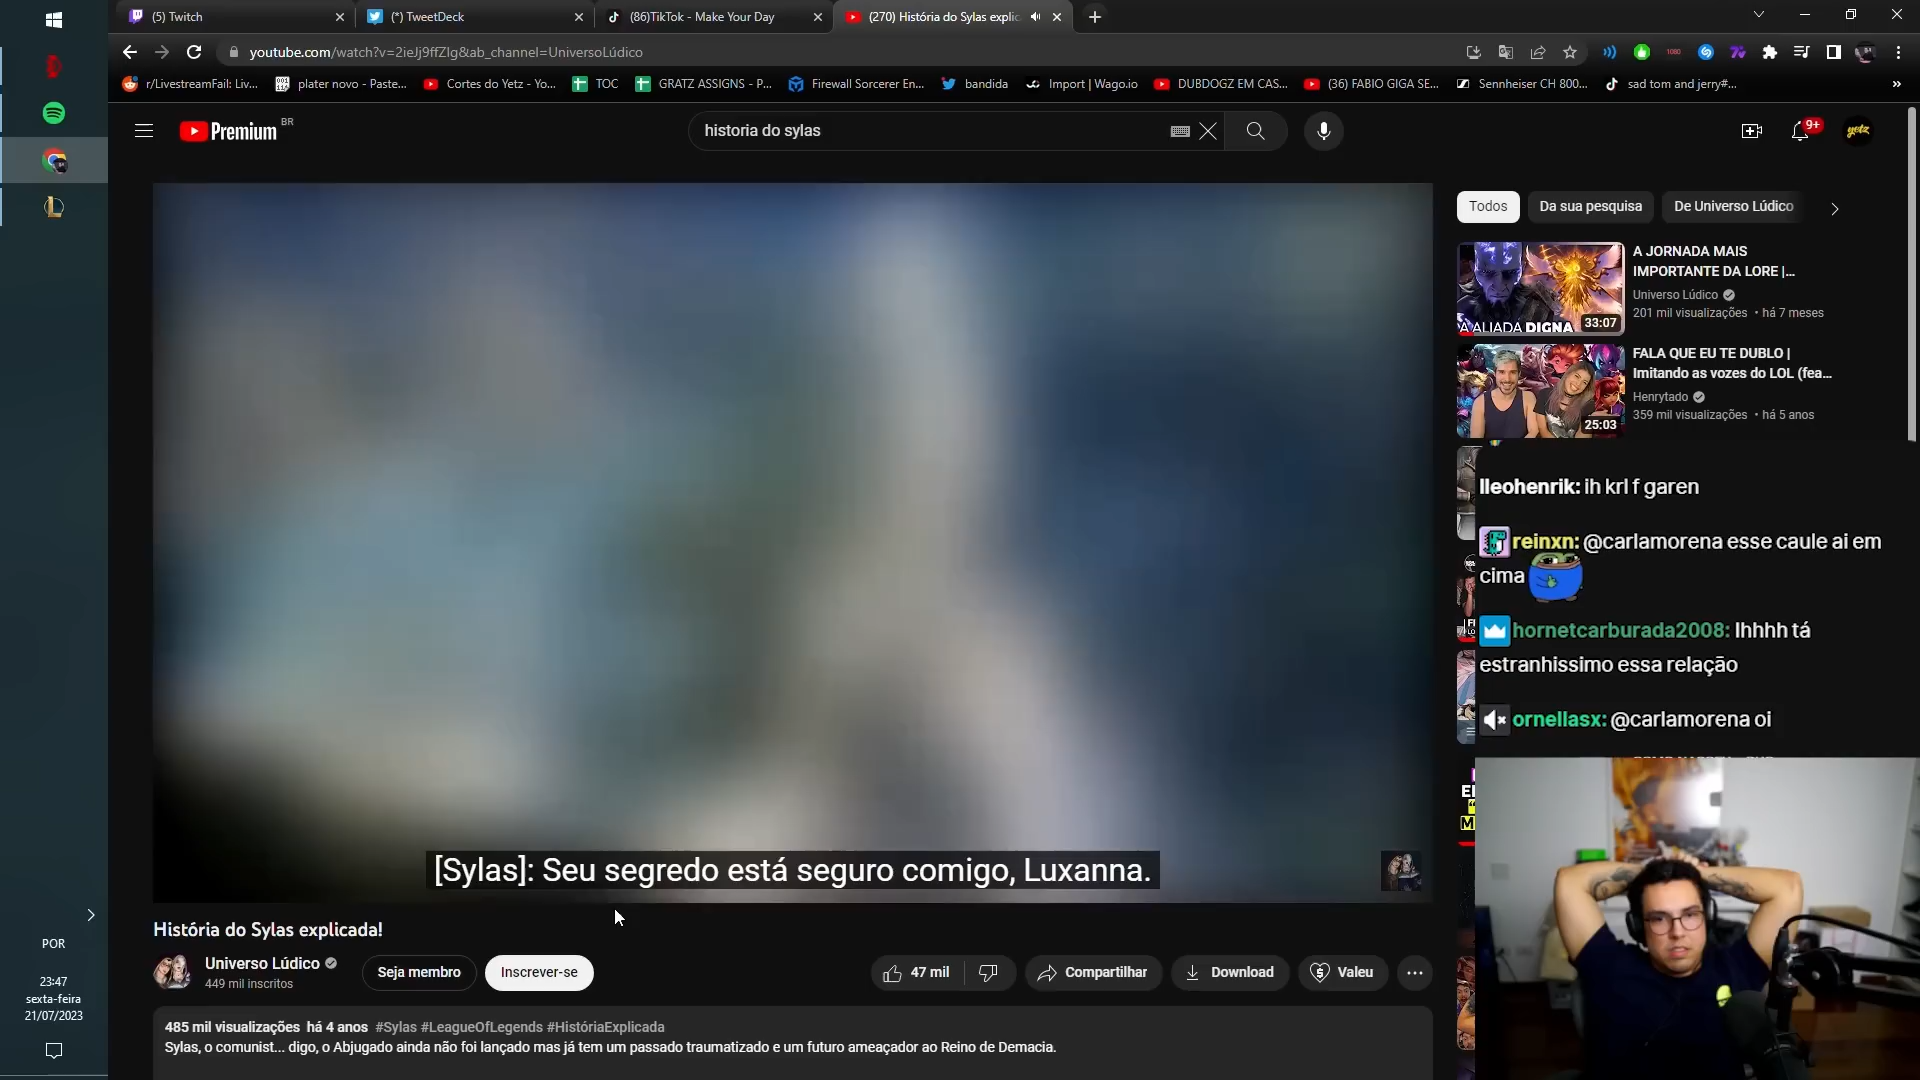 (5) Twitch
(*) TweetDeck
(86)TikTok - Make Your Day
(270) História do Sylas explic
youtube.com/watch?v=2ieJj9ffZlg&ab_channel=UniversoLúdico
r/LivestreamFail: Liv...
plater novo - Paste...
Cortes do Yetz - Yo...
TOC
GRATZ ASSIGNS - P...
Firewall Sorcerer En...
bandida
Import | Wago.io
DUBDOGZ EM CAS...
(36) FABIO GIGA SE...
Sennheiser CH 800...
sad tom and jerry#...
Premium BR
historia do sylas
9+
yetz
Todos
Da sua pesquisa
De Universo Lúdico
A JORNADA MAIS
IMPORTANTE DA LORE |...
Universo Lúdico
201 mil visualizações • há 7 meses
A ALIADA DIGNA
33:07
FALA QUE EU TE DUBLO |
Imitando as vozes do LOL (fea...
Henrytado
359 mil visualizações • há 5 anos
25:03
lleohenrik: ih krl f garen
reinxn: @carlamorena esse caule ai em
cima
hornetcarburada2008: Ihhhh tá
estranhissimo essa relação
ornellasx: @carlamorena oi
[Sylas]: Seu segredo está seguro comigo, Luxanna.
História do Sylas explicada!
Universo Lúdico
449 mil inscritos
Seja membro
Inscrever-se
47 mil
Compartilhar
Download
Valeu
485 mil visualizações há 4 anos #Sylas #LeagueOfLegends #HistóriaExplicada
Sylas, o comunist... digo, o Abjugado ainda não foi lançado mas já tem um passado traumatizado e um futuro ameaçador ao Reino de Demacia.
POR
23:47
sexta-feira
21/07/2023